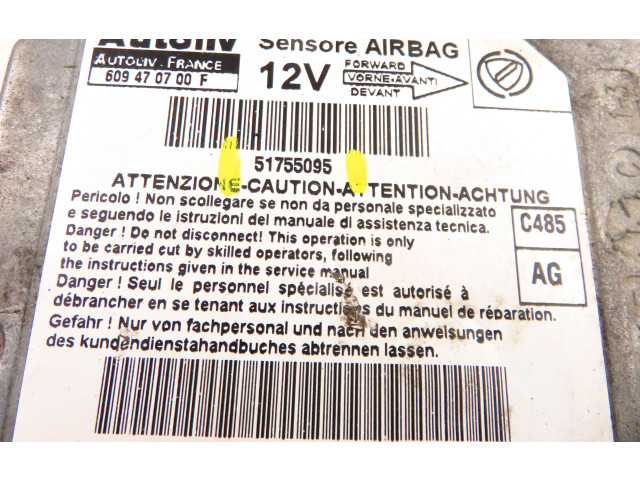 Autoliv
AUTOLIV . FRANCE
609 47 07 00 F
Sensore AIRBAG
12V
FORWARD
VORNE-AVANTI
DEVANT
51755095
ATTENZIONE-CAUTION-ATTENTION-ACHTUNG
Pericolo ! Non scollegare se non da personale specializzato
e seguendo le istruzioni del manuale di assistenza tecnica.
Danger ! Do not disconnect! This operation is only
to be carried cut by skilled operators, following
the instructions given in the service manual
Danger ! Seul le personnel spécialisé est autorisé à
débrancher en se tenant aux instructions du manuel de réparation.
Gefahr ! Nur von fachpersonal und nach den anweisungen
des kundendienstahandbuches abtrennen lassen.
C485
AG